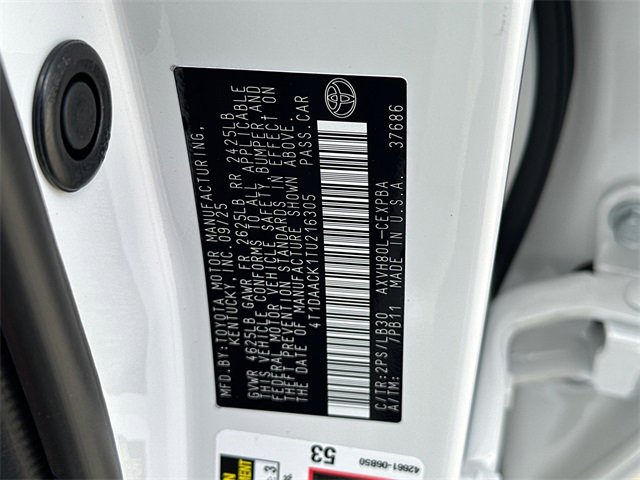 MFD.BY:TOYOTA MOTOR MANUFACTURING,
KENTUCKY, INC. 09/25
GVWR 4625LB GAWR FR 2625LB RR 2425LB
THIS VEHICLE CONFORMS TO ALL APPLICABLE
FEDERAL MOTOR VEHICLE SAFETY, BUMPER AND
THEFT PREVENTION STANDARDS IN EFFECT ON
THE DATE OF MANUFACTURE SHOWN ABOVE.
4T1DAACK1TU216305 PASS.CAR
C/TR:2PS/LB30 AXVH80L-CEXPBA
A/TM: 7PB11 MADE IN U.S.A. 37686
53
42861-06850